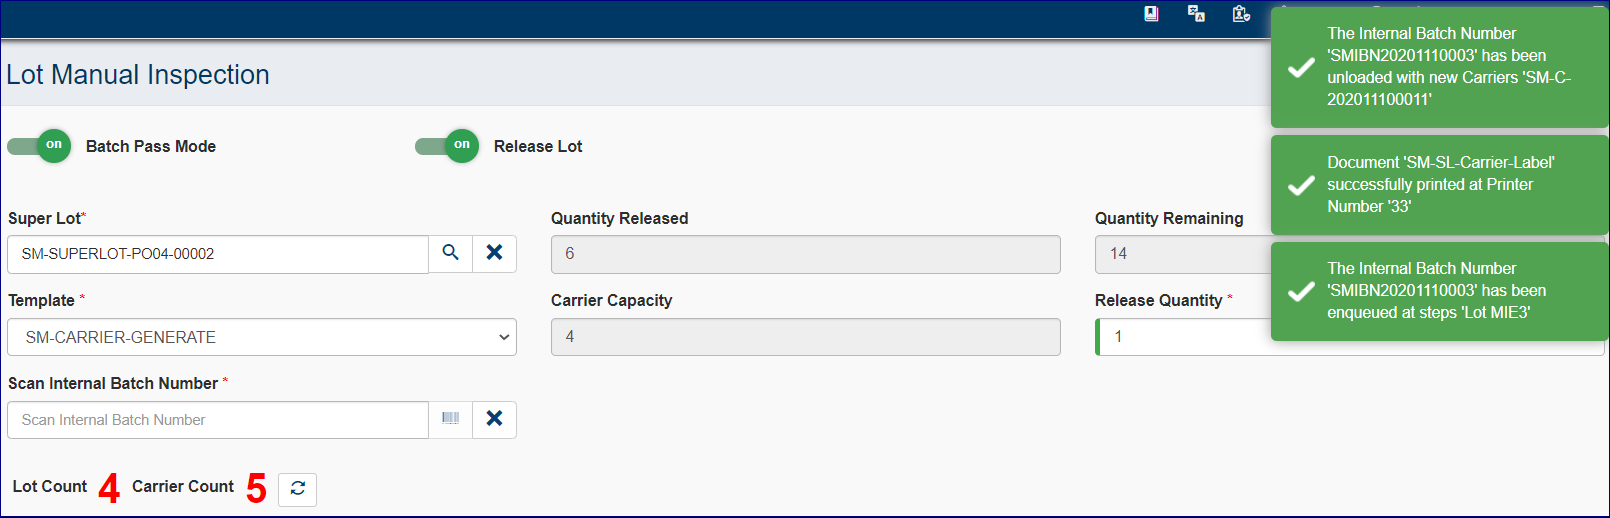 The Internal Batch Number
'SMIBN20201110003' has been
unloaded with new Carriers 'SM-C-
202011100011'
Lot Manual Inspection
on Batch Pass Mode on Release Lot
Document 'SM-SL-Carrier-Label'
successfully printed at Printer
Number '33'
Super Lot* Quantity Released Quantity Remaining
SM-SUPERLOT-PO04-00002 6 14
The Internal Batch Number
'SMIBN20201110003' has been
enqueued at steps 'Lot MIE3'
Template * Carrier Capacity Release Quantity *
SM-CARRIER-GENERATE 4 1
Scan Internal Batch Number *
Scan Internal Batch Number
Lot Count 4 Carrier Count 5